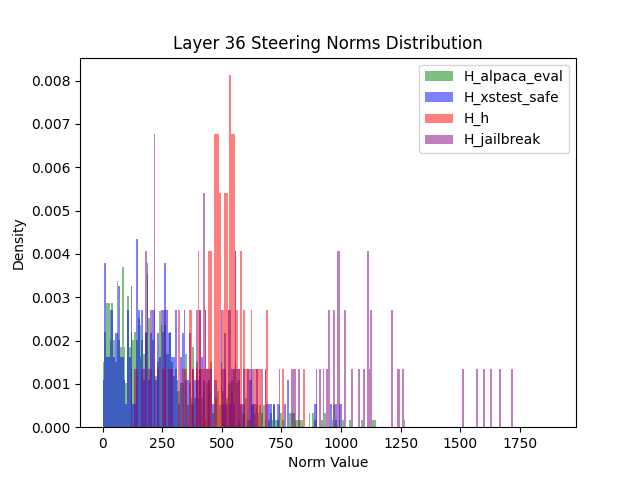 Layer 36 Steering Norms Distribution
H_alpaca_eval
H_xstest_safe
H_h
H_jailbreak
Density
0.008
0.007
0.006
0.005
0.004
0.003
0.002
0.001
0.000
0 250 500 750 1000 1250 1500 1750
Norm Value